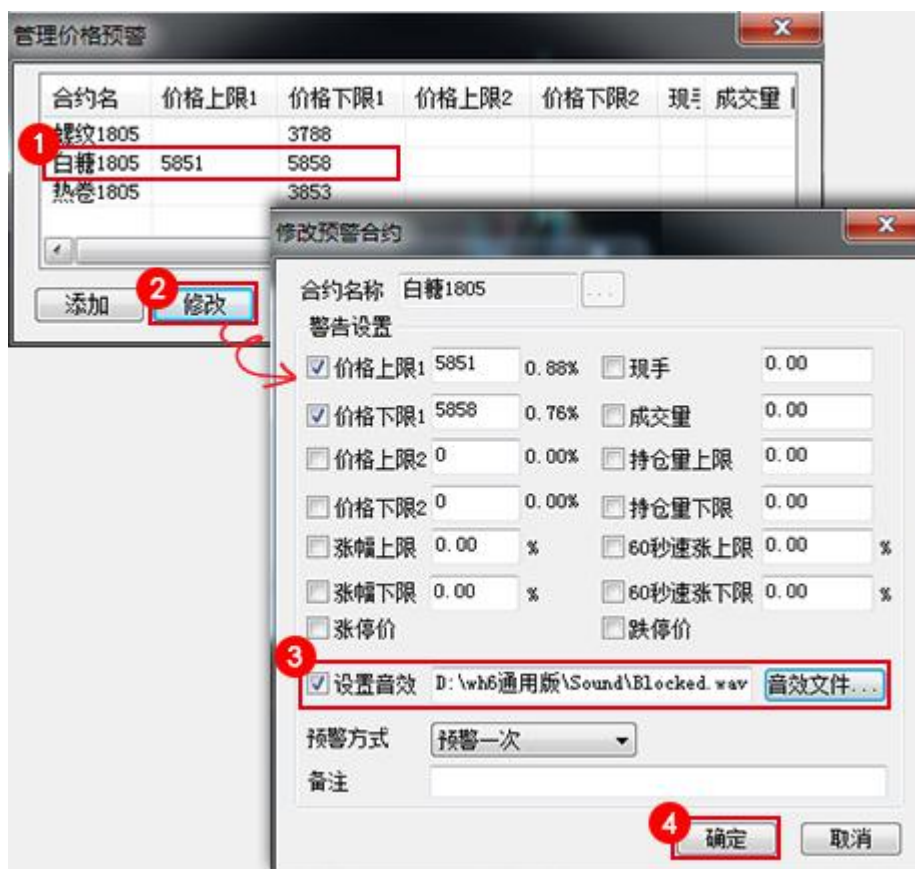 管理价格预警
合约名 价格上限1 价格下限1 价格上限2 价格下限2 现手 成交量
1
螺纹1805 3788
白糖1805 5851 5858
热卷1805 3853
添加 2 修改
修改预警合约
合约名称 白糖1805 ...
警告设置
价格上限1 5851 0.88% 现手 0.00
价格下限1 5858 0.76% 成交量 0.00
价格上限2 0 0.00% 持仓量上限 0.00
价格下限2 0 0.00% 持仓量下限 0.00
涨幅上限 0.00 % 60秒速涨上限 0.00 %
涨幅下限 0.00 % 60秒速涨下限 0.00 %
涨停价 跌停价
3
设置音效 D:\wh6通用版\Sound\Blocked.wav 音效文件...
预警方式 预警一次
备注
4 确定 取消